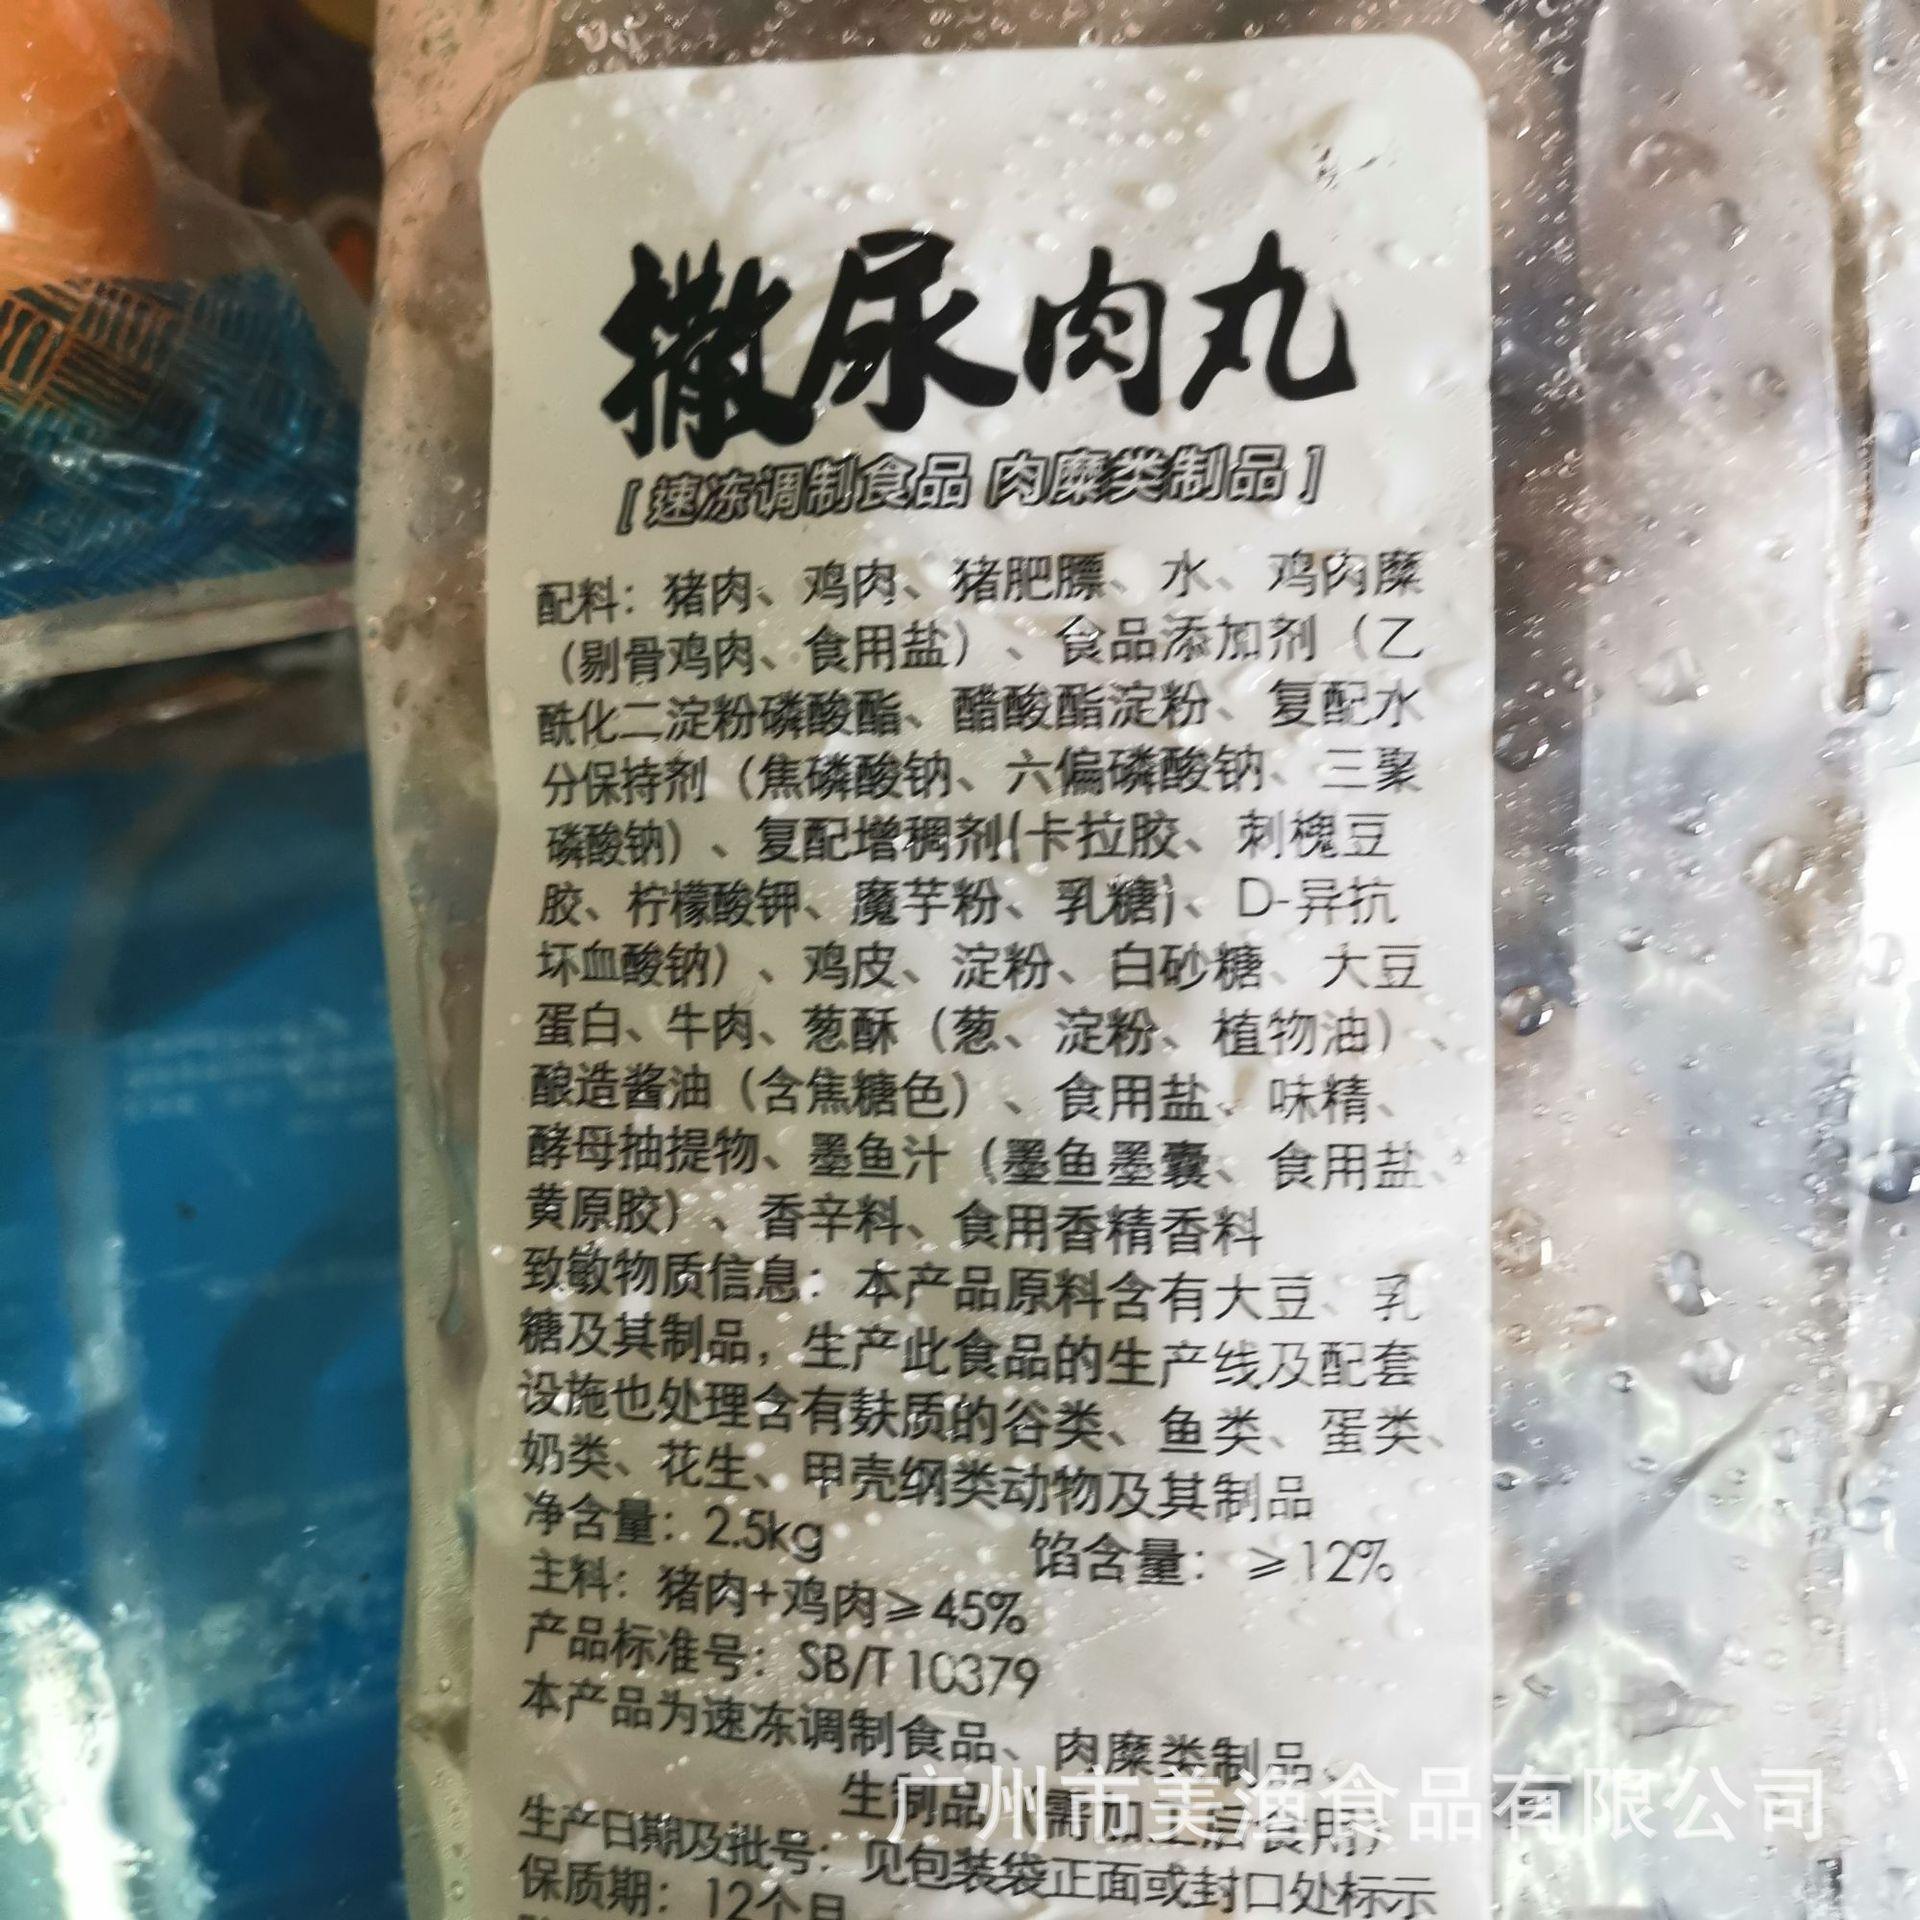 撒尿肉丸
[速冻调制食品 肉糜类制品]
配料：猪肉、鸡肉、猪肥膘、水、鸡肉糜
（剔骨鸡肉、食用盐）、食品添加剂（乙
酰化二淀粉磷酸酯、醋酸酯淀粉、复配水
分保持剂（焦磷酸钠、六偏磷酸钠、三聚
磷酸钠）、复配增稠剂(卡拉胶、刺槐豆
胶、柠檬酸钾、魔芋粉、乳糖)、D-异抗
坏血酸钠）、鸡皮、淀粉、白砂糖、大豆
蛋白、牛肉、葱酥（葱、淀粉、植物油）、
酿造酱油（含焦糖色）、食用盐、味精、
酵母抽提物、墨鱼汁（墨鱼墨囊、食用盐、
黄原胶）、香辛料、食用香精香料
致敏物质信息：本产品原料含有大豆、乳
糖及其制品，生产此食品的生产线及配套
设施也处理含有麸质的谷类、鱼类、蛋类、
奶类、花生、甲壳纲类动物及其制品
净含量：2.5kg 馅含量：≥12%
主料：猪肉+鸡肉≥45%
产品标准号：SB/T 10379
本产品为速冻调制食品、肉糜类制品、
生制品（需加工后食用）
广州市美渔食品有限公司
生产日期及批号：见包装袋正面或封口处标示
保质期：12个月